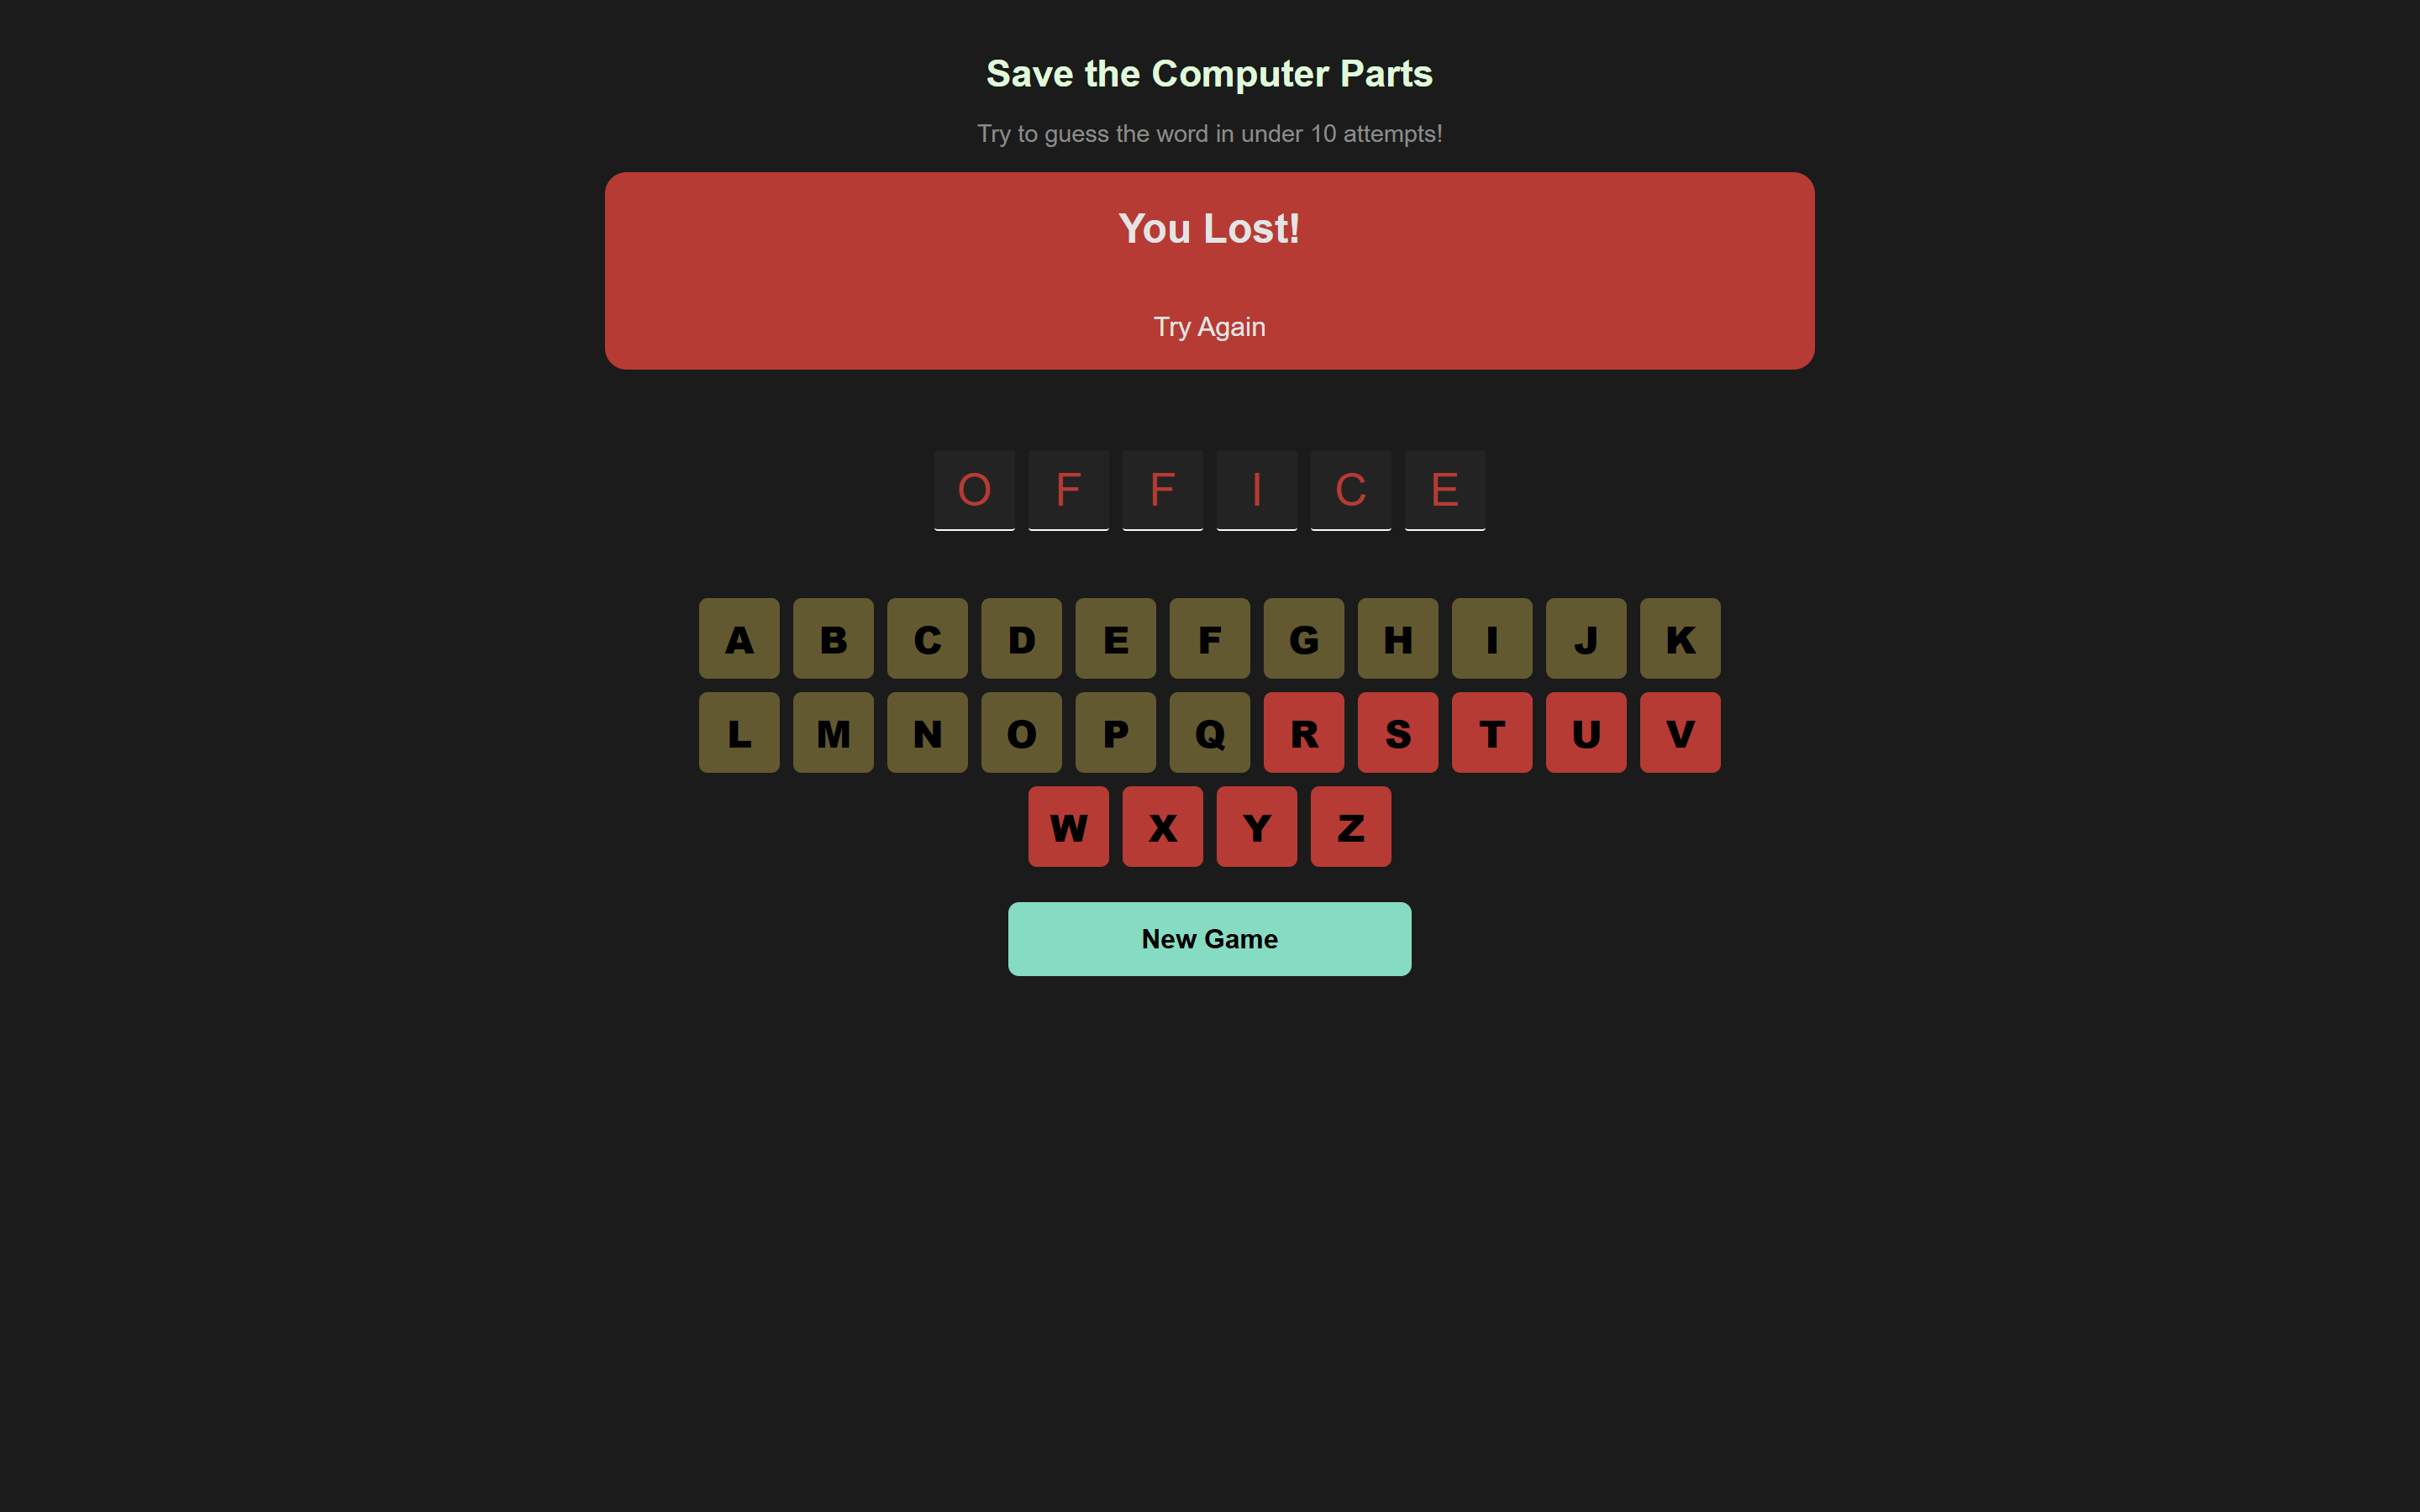 Save the Computer Parts
Try to guess the word in under 10 attempts!
You Lost!
Try Again
O F F I C E
A B C D E F G H I J K
L M N O P Q R S T U V
W X Y Z
New Game